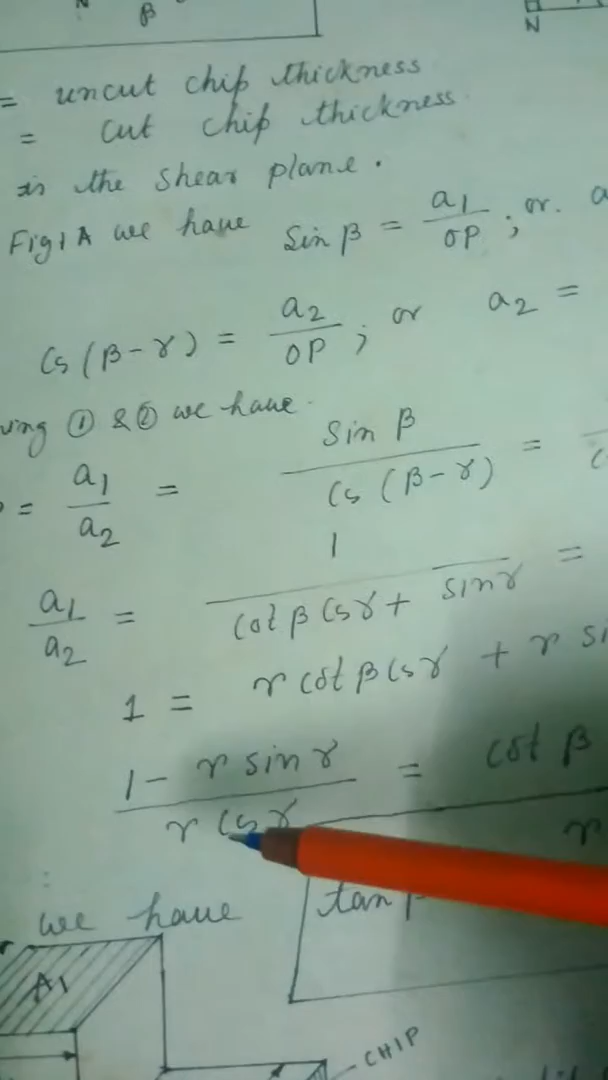 N
β
N
= uncut chip thickness
= cut chip thickness
is the shear plane.
Fig 1A we have Sin β = a1/OP ; or. a
Cs (β-γ) = a2/OP ; or a2 =
ving ① & ② we have.
= a1/a2 = Sin β / Cs (β-γ) =
a1/a2 = 1 / Cot β Cs γ + sin γ =
1 = r cot β Cs γ + r si
1 - r sin γ / r Cs γ = cot β
r
we have tan
A1
CHIP